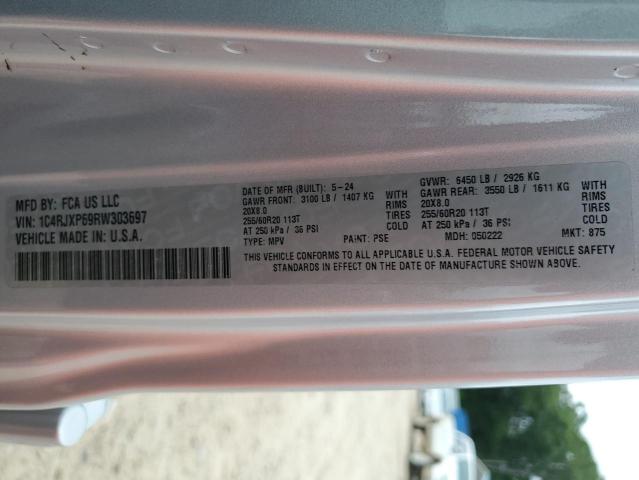 MFD BY: FCA US LLC
VIN: 1C4RJXP69RW303697
VEHICLE MADE IN: U.S.A.
DATE OF MFR (BUILT): 5-24
GAWR FRONT: 3100 LB / 1407 KG WITH
20X8.0 RIMS
255/60R20 113T TIRES
AT 250 kPa / 36 PSI COLD
TYPE: MPV PAINT: PSE
GVWR: 6450 LB / 2926 KG
GAWR REAR: 3550 LB / 1611 KG WITH
20X8.0 RIMS
255/60R20 113T TIRES
AT 250 kPa / 36 PSI COLD
MDH: 050222 MKT: 875
THIS VEHICLE CONFORMS TO ALL APPLICABLE U.S.A. FEDERAL MOTOR VEHICLE SAFETY
STANDARDS IN EFFECT ON THE DATE OF MANUFACTURE SHOWN ABOVE.